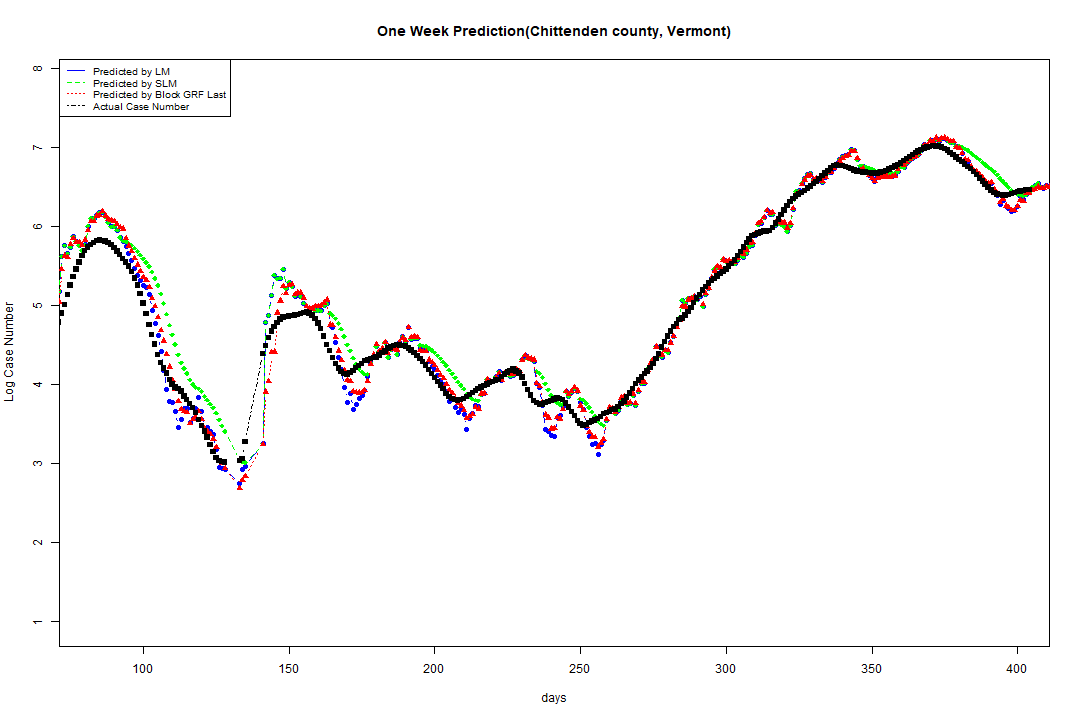 One Week Prediction(Chittenden county, Vermont)
Predicted by LM
Predicted by SLM
Predicted by Block GRF Last
Actual Case Number
8
7
6
5
4
3
2
1
Log Case Number
100 150 200 250 300 350 400
days